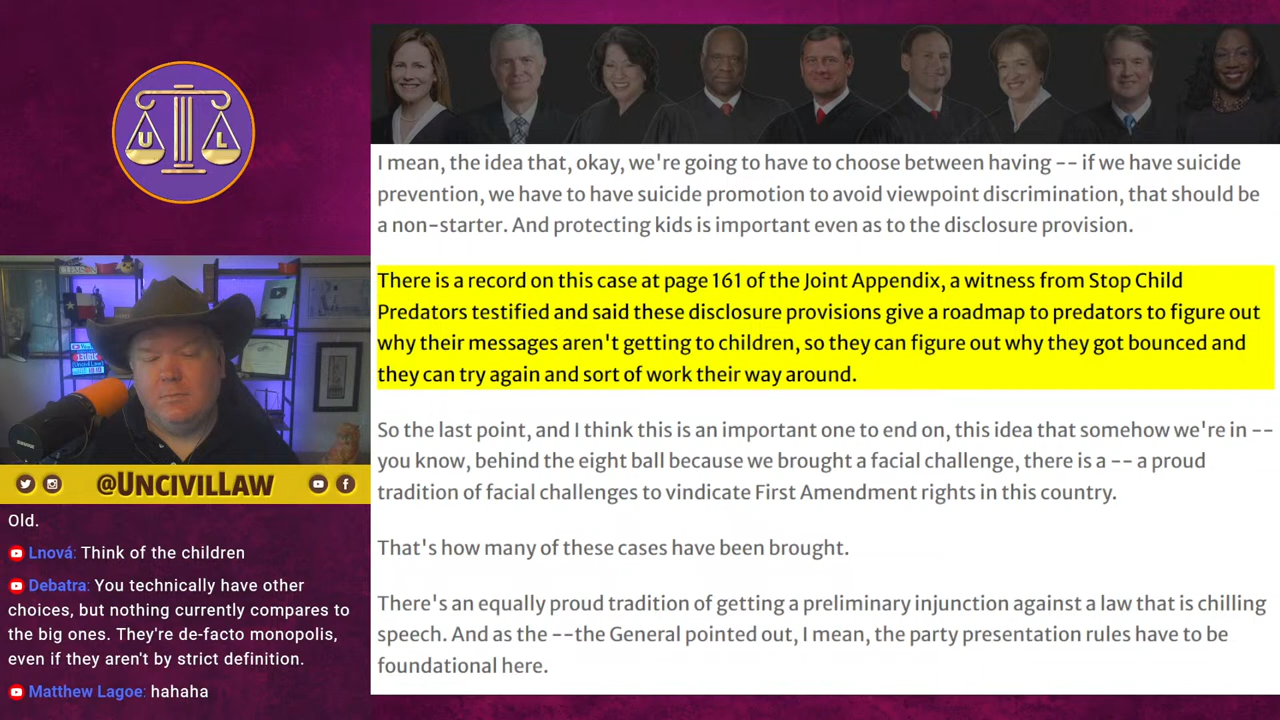 U L
I mean, the idea that, okay, we're going to have to choose between having -- if we have suicide
prevention, we have to have suicide promotion to avoid viewpoint discrimination, that should be
a non-starter. And protecting kids is important even as to the disclosure provision.
There is a record on this case at page 161 of the Joint Appendix, a witness from Stop Child
Predators testified and said these disclosure provisions give a roadmap to predators to figure out
why their messages aren't getting to children, so they can figure out why they got bounced and
they can try again and sort of work their way around.
So the last point, and I think this is an important one to end on, this idea that somehow we're in --
you know, behind the eight ball because we brought a facial challenge, there is a -- a proud
tradition of facial challenges to vindicate First Amendment rights in this country.
That's how many of these cases have been brought.
There's an equally proud tradition of getting a preliminary injunction against a law that is chilling
speech. And as the --the General pointed out, I mean, the party presentation rules have to be
foundational here.
@UNCIVILLAW
Old.
Lnová: Think of the children
Debatra: You technically have other
choices, but nothing currently compares to
the big ones. They're de-facto monopolis,
even if they aren't by strict definition.
Matthew Lagoe: hahaha